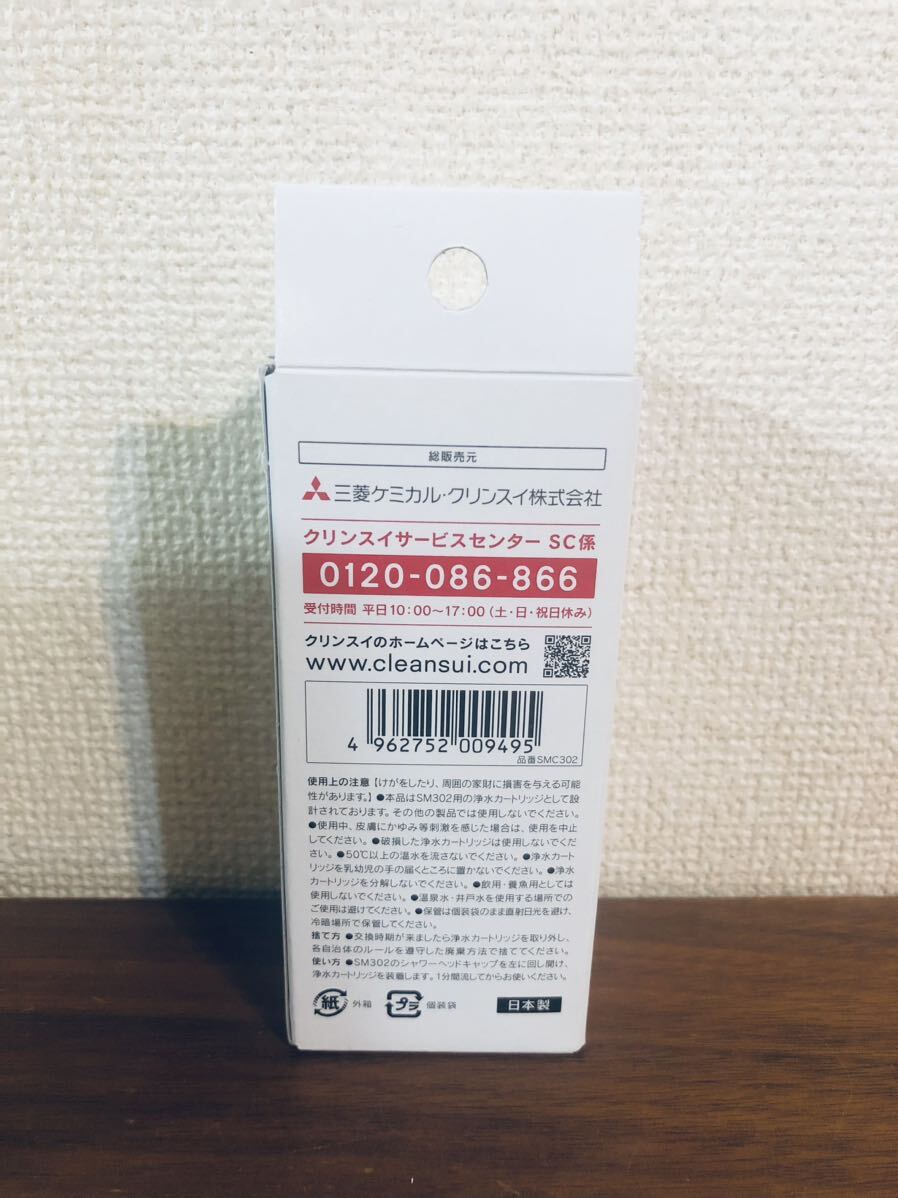 総販売元
三菱ケミカル・クリンスイ株式会社
クリンスイサービスセンター SC係
0120-086-866
受付時間 平日10:00〜17:00(土・日・祝日休み)
クリンスイのホームページはこちら
www.cleansui.com
4 962752 009495
品番SMC302
使用上の注意【けがをしたり、周囲の家財に損害を与える可能
性があります。】●本品はSM302用の浄水カートリッジとして設
計されております。その他の製品では使用しないでください。
●使用中、皮膚にかゆみ等刺激を感じた場合は、使用を中止
してください。●破損した浄水カートリッジは使用しないでくだ
さい。●50℃以上の温水を流さないでください。●浄水カート
リッジを乳幼児の手の届くところに置かないでください。●浄水
カートリッジを分解しないでください。●飲用・養魚用としては
使用しないでください。●温泉水・井戸水を使用する場所での
ご使用は避けてください。●保管は個装袋のまま直射日光を避け、
冷暗場所で保管してください。
捨て方 ●交換時期が来ましたら浄水カートリッジを取り外し、
各自治体のルールを遵守した廃棄方法で捨ててください。
使い方 ●SM302のシャワーヘッドキャップを左に回し開け、
浄水カートリッジを装着します。1分間流してからお使いください。
紙 外箱 プラ 個装袋 日本製